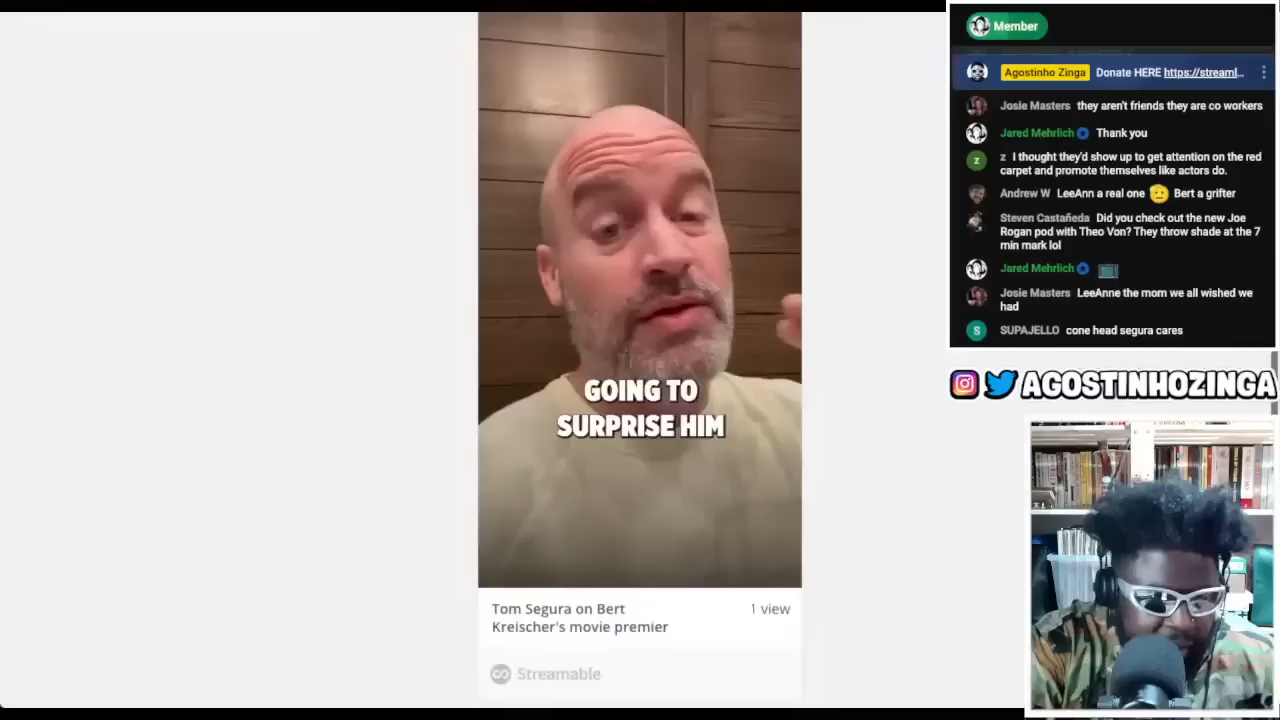 GOING TO
SURPRISE HIM
Tom Segura on Bert
Kreischer's movie premier
1 view
Streamable
Member
Agostinho Zinga Donate HERE https://streaml...
Josie Masters they aren't friends they are co workers
Jared Mehrlich Thank you
z z I thought they'd show up to get attention on the red
carpet and promote themselves like actors do.
Andrew W LeeAnn a real one 🫡 Bert a grifter
Steven Castañeda Did you check out the new Joe
Rogan pod with Theo Von? They throw shade at the 7
min mark lol
Jared Mehrlich 📺
Josie Masters LeeAnne the mom we all wished we
had
S SUPAJELLO cone head segura cares
AGOSTINHOZINGA